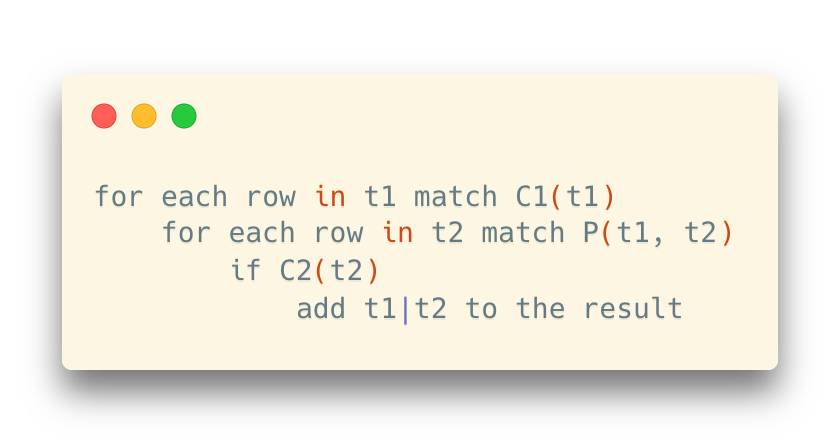 for each row in t1 match C1(t1)
    for each row in t2 match P(t1, t2)
        if C2(t2)
            add t1|t2 to the result